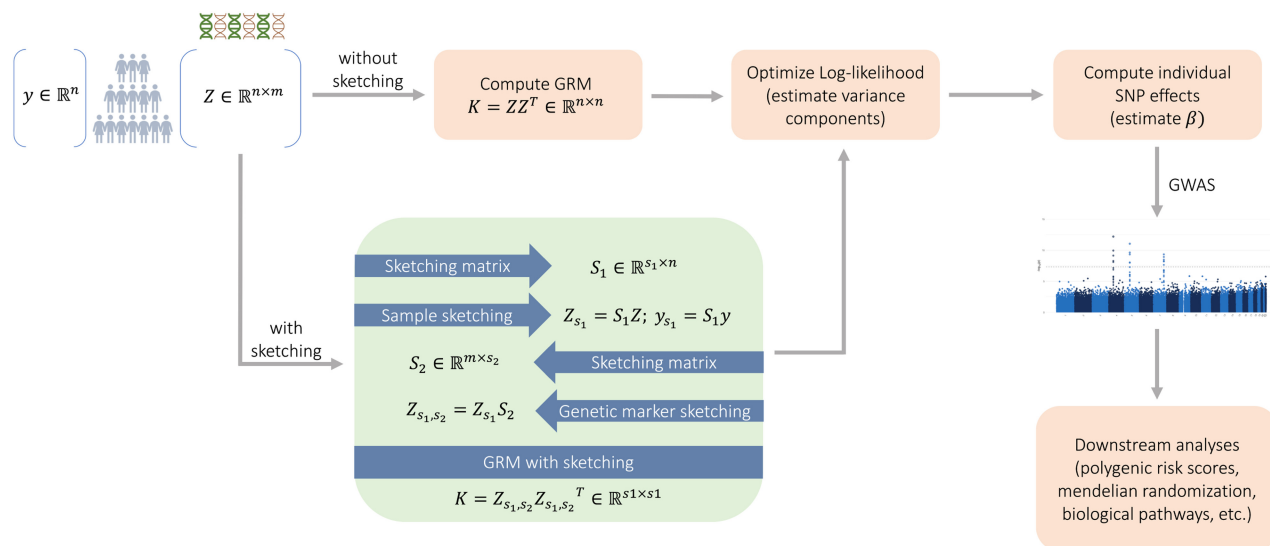 y ∈ ℝⁿ
Z ∈ ℝⁿˣᵐ
without
sketching
Compute GRM
K = ZZᵀ ∈ ℝⁿˣⁿ
Optimize Log-likelihood
(estimate variance
components)
Compute individual
SNP effects
(estimate β)
GWAS
with
sketching
Sketching matrix
S₁ ∈ ℝ^{s₁×n}
Sample sketching
Z_{s₁} = S₁Z; y_{s₁} = S₁y
S₂ ∈ ℝ^{m×s₂}
Sketching matrix
Z_{s₁,s₂} = Z_{s₁}S₂
Genetic marker sketching
GRM with sketching
K = Z_{s₁,s₂}Z_{s₁,s₂}ᵀ ∈ ℝ^{s1×s1}
Downstream analyses
(polygenic risk scores,
mendelian randomization,
biological pathways, etc.)